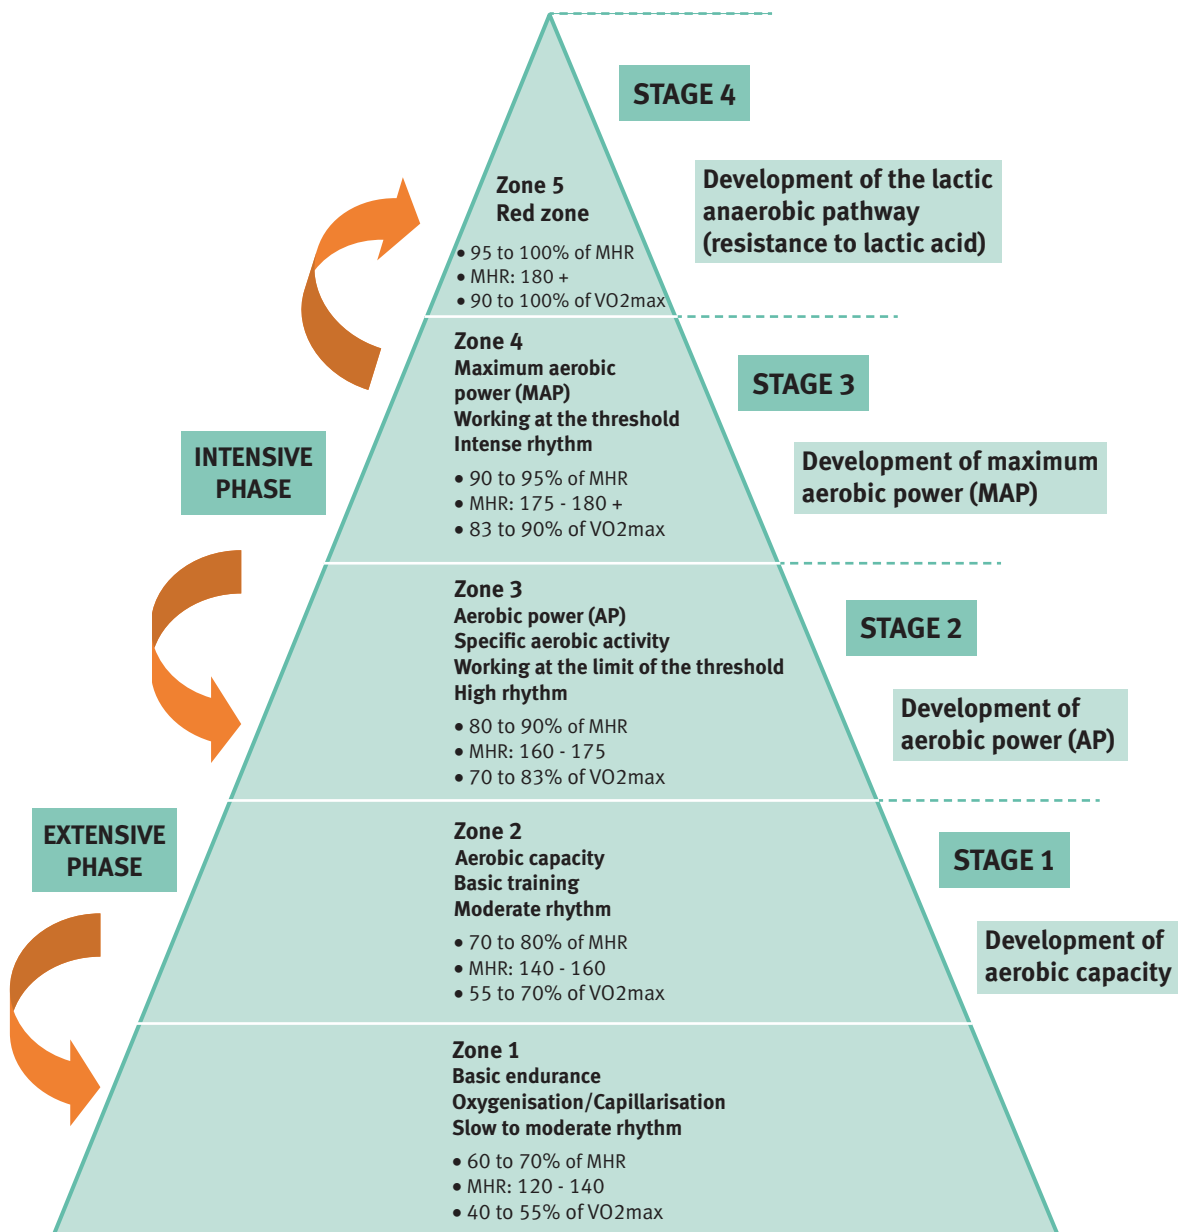 STAGE 4
Zone 5
Red zone
• 95 to 100% of MHR
• MHR: 180 +
• 90 to 100% of VO2max
Development of the lactic
anaerobic pathway
(resistance to lactic acid)
Zone 4
Maximum aerobic
power (MAP)
Working at the threshold
Intense rhythm
• 90 to 95% of MHR
• MHR: 175 - 180 +
• 83 to 90% of VO2max
STAGE 3
Development of maximum
aerobic power (MAP)
INTENSIVE
PHASE
Zone 3
Aerobic power (AP)
Specific aerobic activity
Working at the limit of the threshold
High rhythm
• 80 to 90% of MHR
• MHR: 160 - 175
• 70 to 83% of VO2max
STAGE 2
Development of
aerobic power (AP)
EXTENSIVE
PHASE
Zone 2
Aerobic capacity
Basic training
Moderate rhythm
• 70 to 80% of MHR
• MHR: 140 - 160
• 55 to 70% of VO2max
STAGE 1
Development of
aerobic capacity
Zone 1
Basic endurance
Oxygenisation/Capillarisation
Slow to moderate rhythm
• 60 to 70% of MHR
• MHR: 120 - 140
• 40 to 55% of VO2max